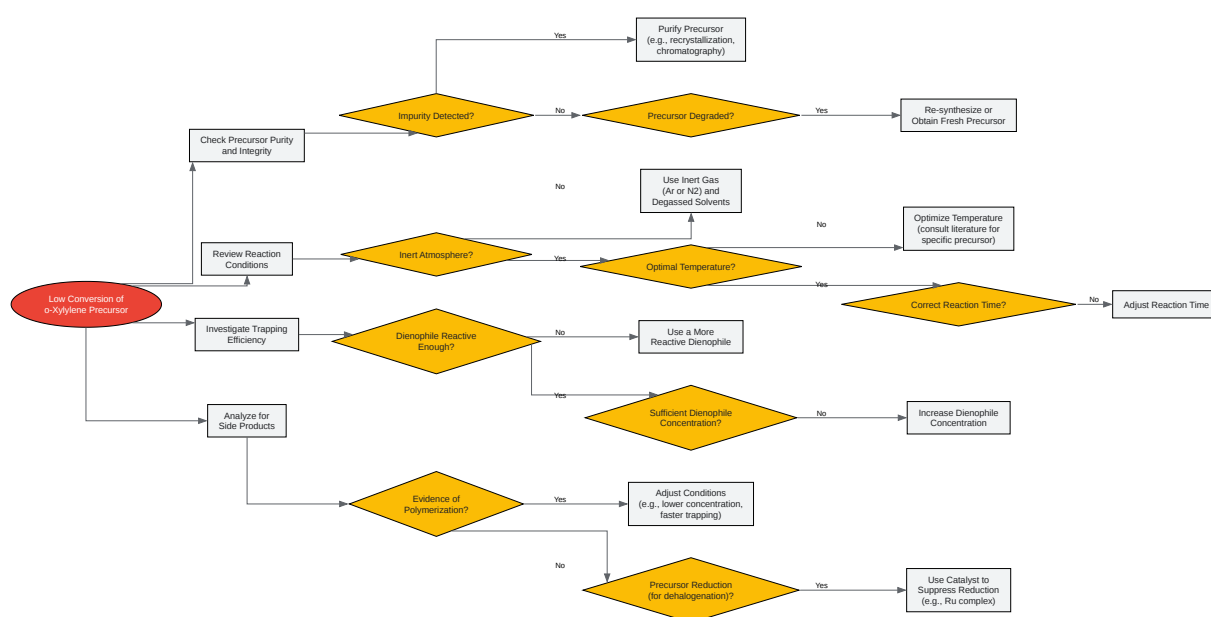 Yes
Purify Precursor
(e.g., recrystallization,
chromatography)
Impurity Detected?
No
Precursor Degraded?
Yes
Re-synthesize or
Obtain Fresh Precursor
Check Precursor Purity
and Integrity
No
Use Inert Gas
(Ar or N2) and
Degassed Solvents
No
Optimize Temperature
(consult literature for
specific precursor)
Review Reaction
Conditions
Inert Atmosphere?
Yes
Optimal Temperature?
Yes
Correct Reaction Time?
No
Adjust Reaction Time
Low Conversion of
o-Xylylene Precursor
Investigate Trapping
Efficiency
Dienophile Reactive
Enough?
No
Use a More
Reactive Dienophile
Yes
Sufficient Dienophile
Concentration?
No
Increase Dienophile
Concentration
Analyze for
Side Products
Evidence of
Polymerization?
Yes
Adjust Conditions
(e.g., lower concentration,
faster trapping)
No
Precursor Reduction
(for dehalogenation)?
Yes
Use Catalyst to
Suppress Reduction
(e.g., Ru complex)